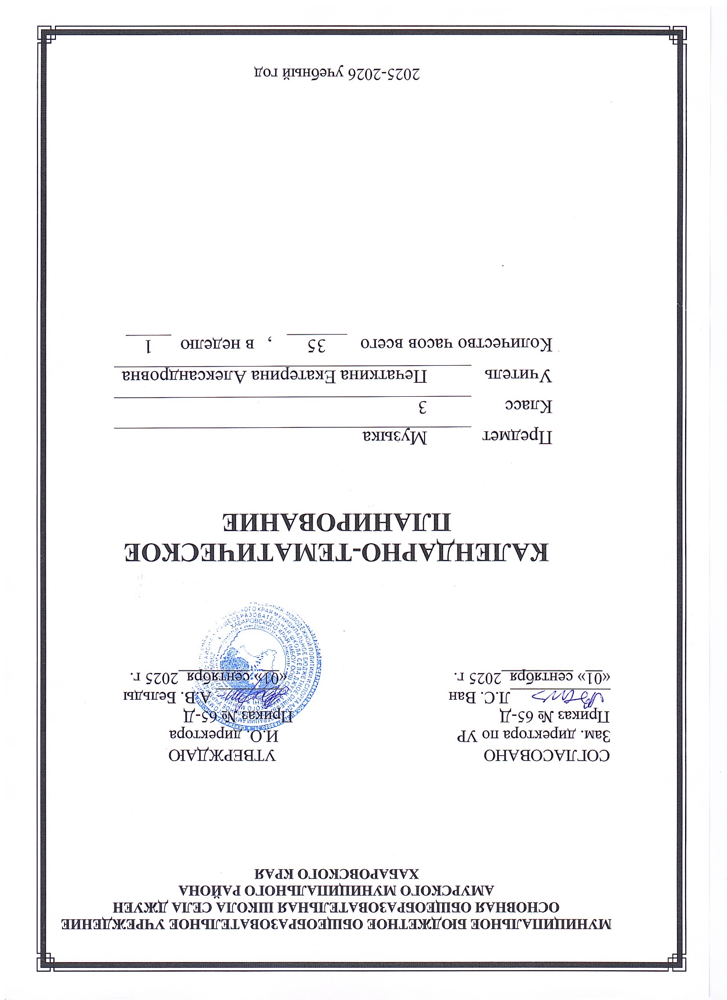 МУНИЦИПАЛЬНОЕ БЮДЖЕТНОЕ ОБЩЕОБРАЗОВАТЕЛЬНОЕ УЧРЕЖДЕНИЕ
ОСНОВНАЯ ОБЩЕОБРАЗОВАТЕЛЬНАЯ ШКОЛА СЕЛА ДЖУЕН
АМУРСКОГО МУНИЦИПАЛЬНОГО РАЙОНА
ХАБАРОВСКОГО КРАЯ
СОГЛАСОВАНО
Зам. директора по УР
Приказ № 65-Д
Л.С. Ван
«01» сентября 2025 г.
УТВЕРЖДАЮ
И.О. директора
Приказ № 65-Д
А.В. Бельды
«01» сентября 2025 г.
КАЛЕНДАРНО-ТЕМАТИЧЕСКОЕ
ПЛАНИРОВАНИЕ
Предмет Музыка
Класс 3
Учитель Печаткина Екатерина Александровна
Количество часов всего 35 , в неделю 1
2025-2026 учебный год